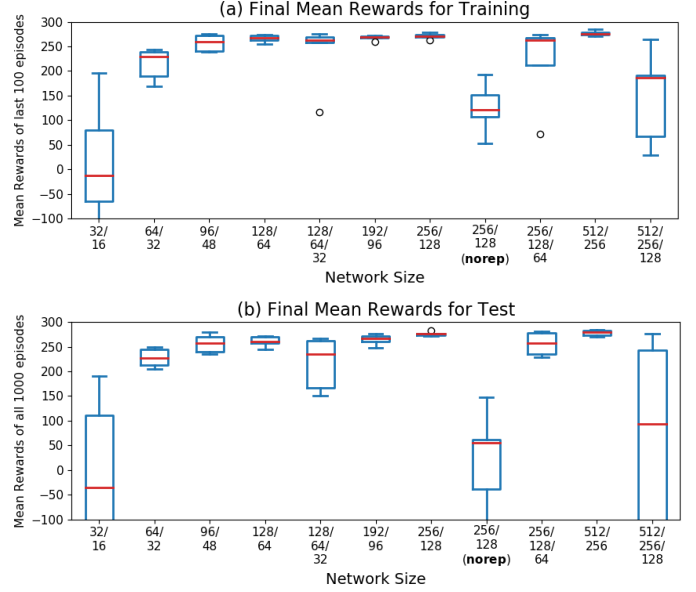 (a) Final Mean Rewards for Training
Mean Rewards of last 100 episodes
300
250
200
150
100
50
0
−50
−100
32/ 64/ 96/ 128/ 128/ 192/ 256/ 256/ 256/ 512/ 512/
16 32 48 64 64/ 96 128 128 128/ 256 256/
32 (norep) 64 128
Network Size
(b) Final Mean Rewards for Test
Mean Rewards of all 1000 episodes
300
250
200
150
100
50
0
−50
−100
32/ 64/ 96/ 128/ 128/ 192/ 256/ 256/ 256/ 512/ 512/
16 32 48 64 64/ 96 128 128 128/ 256 256/
32 (norep) 64 128
Network Size